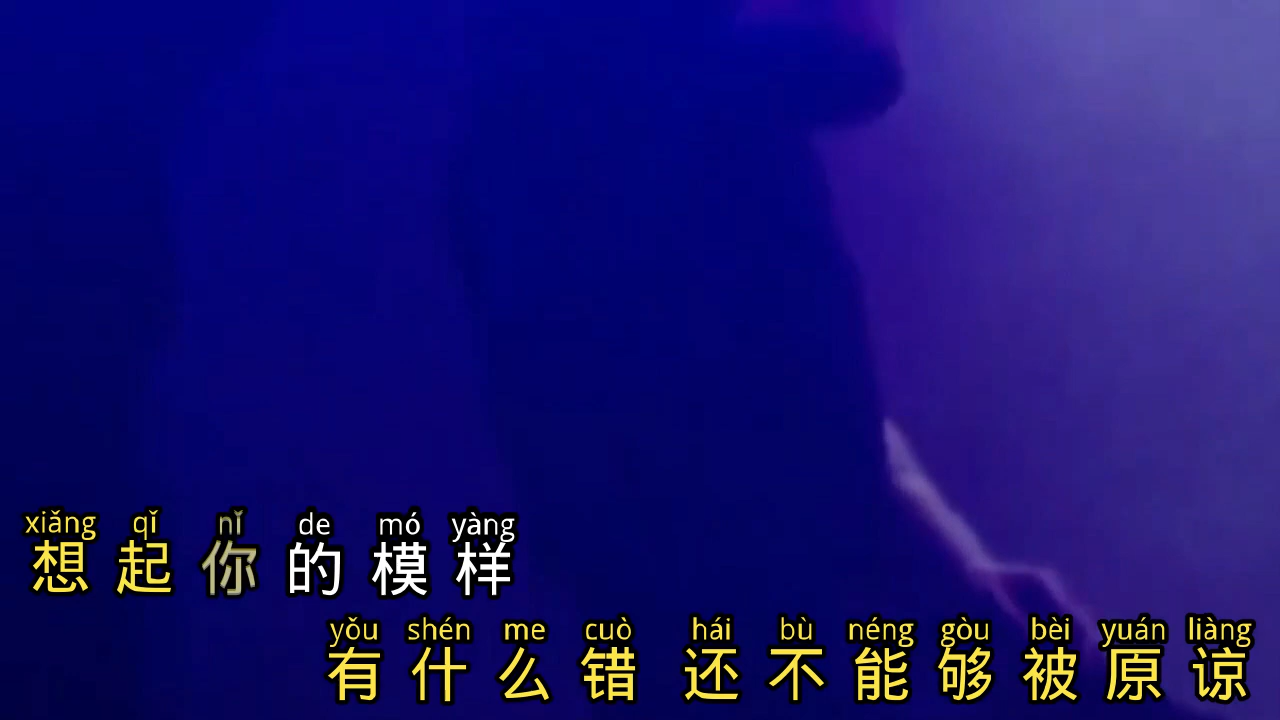 xiǎng qǐ nǐ de mó yàng
想起你的模样
yǒu shén me cuò hái bù néng gòu bèi yuán liàng
有什么错 还不能够被原谅